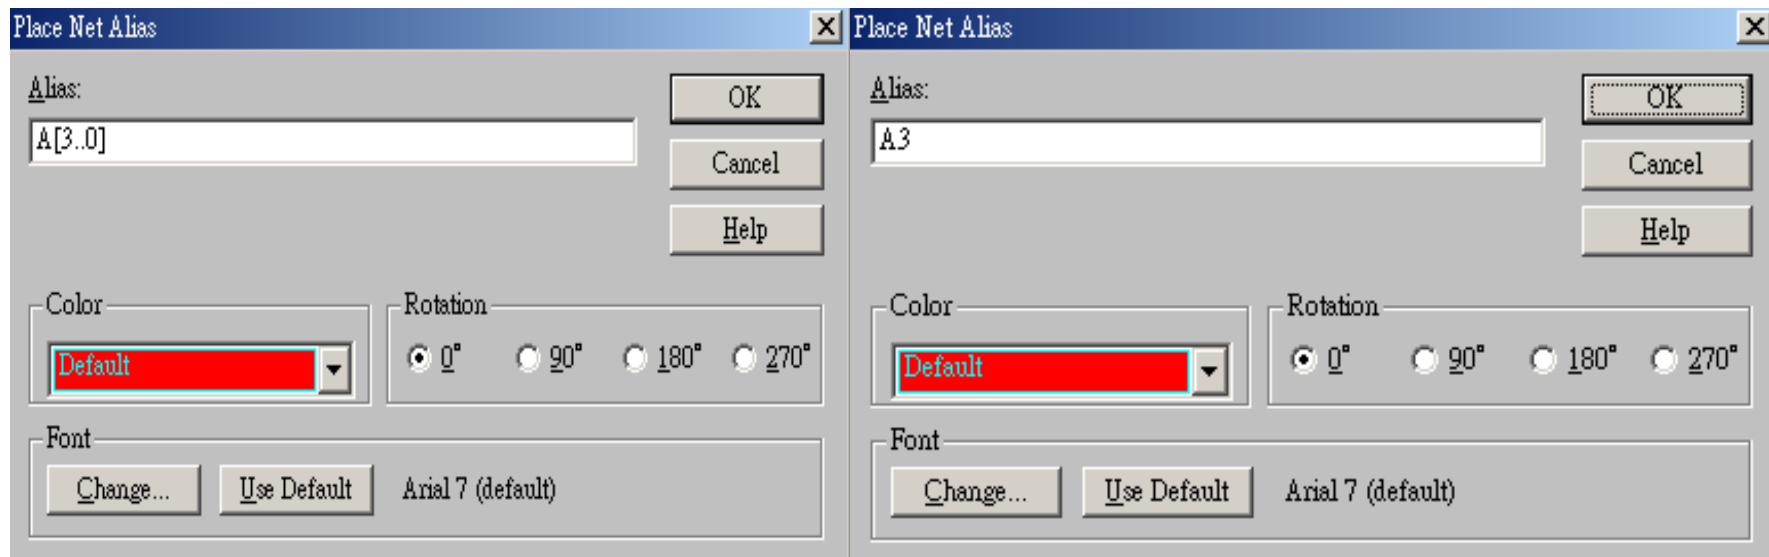 Place Net Alias
Alias:
OK
A[3..0]
Cancel
Help
Color
Rotation
Default
0° 90° 180° 270°
Font
Change... Use Default Arial 7 (default)
Place Net Alias
Alias:
OK
A3
Cancel
Help
Color
Rotation
Default
0° 90° 180° 270°
Font
Change... Use Default Arial 7 (default)